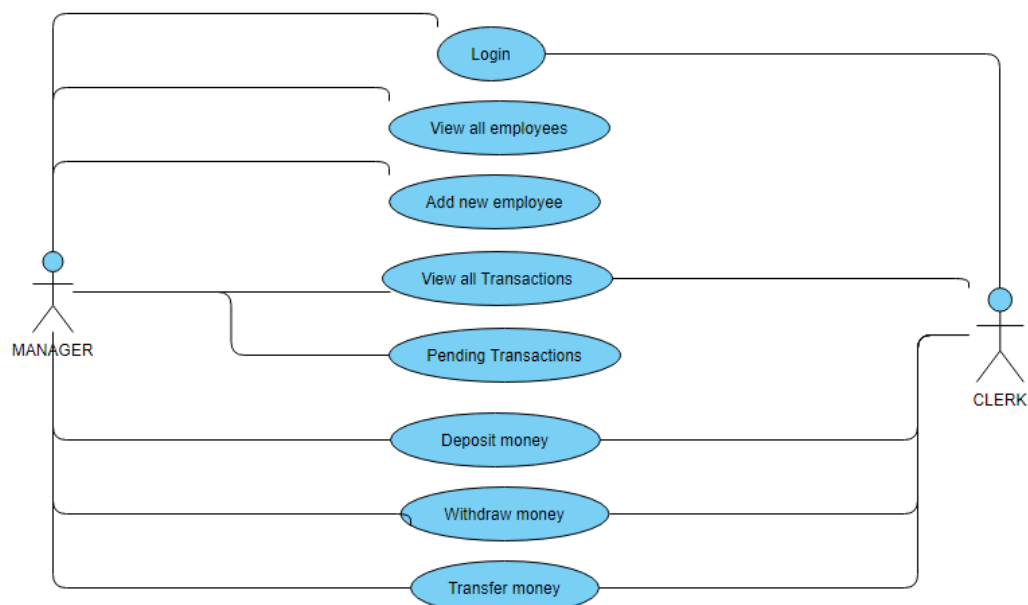 Login
View all employees
Add new employee
View all Transactions
MANAGER
Pending Transactions
CLERK
Deposit money
Withdraw money
Transfer money